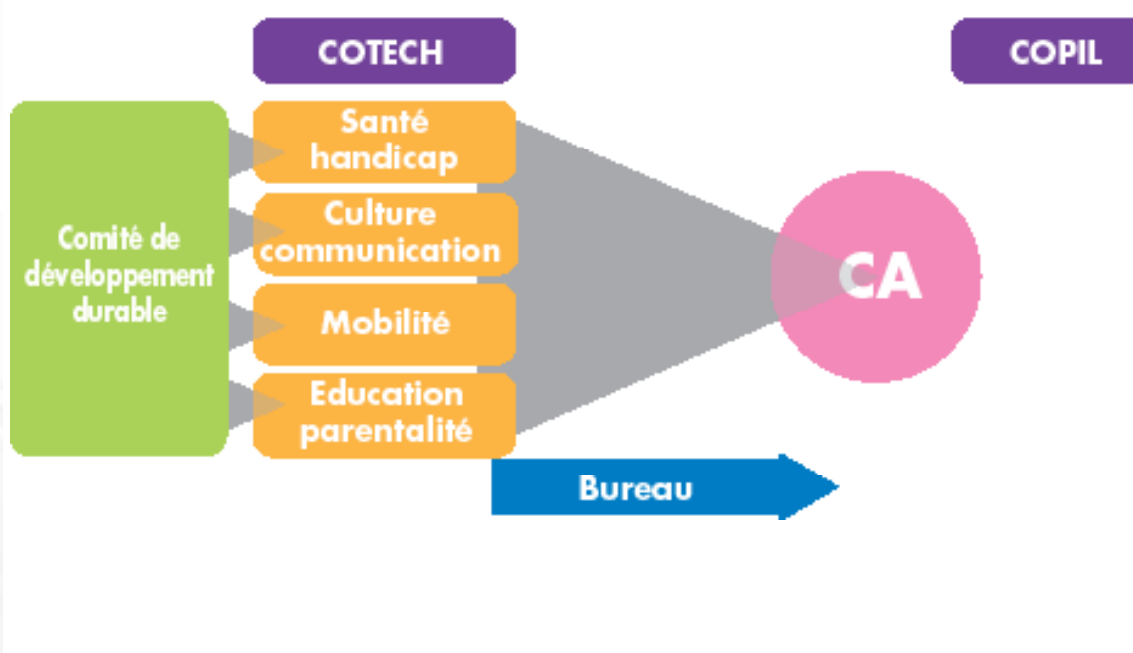 COTECH
COPIL
Comité de
développement
durable
Santé
handicap
Culture
communication
Mobilité
Education
parentalité
CA
Bureau